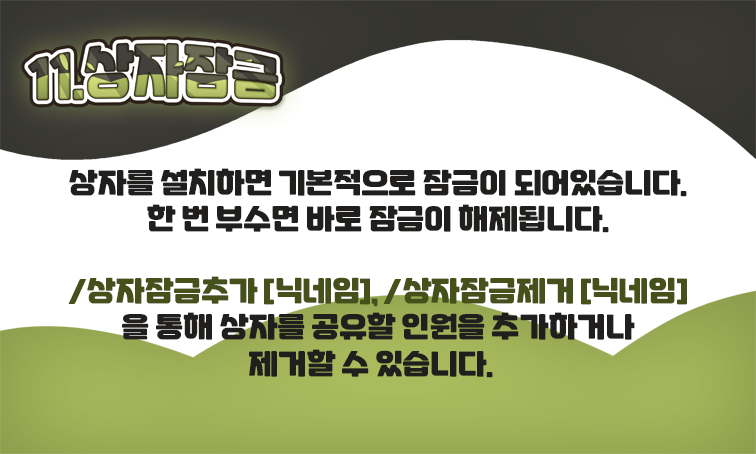 11.상자잠금
상자를 설치하면 기본적으로 잠금이 되어있습니다.
한 번 부수면 바로 잠금이 해제됩니다.
/상자잠금추가 [닉네임], /상자잠금제거 [닉네임]
을 통해 상자를 공유할 인원을 추가하거나
제거할 수 있습니다.